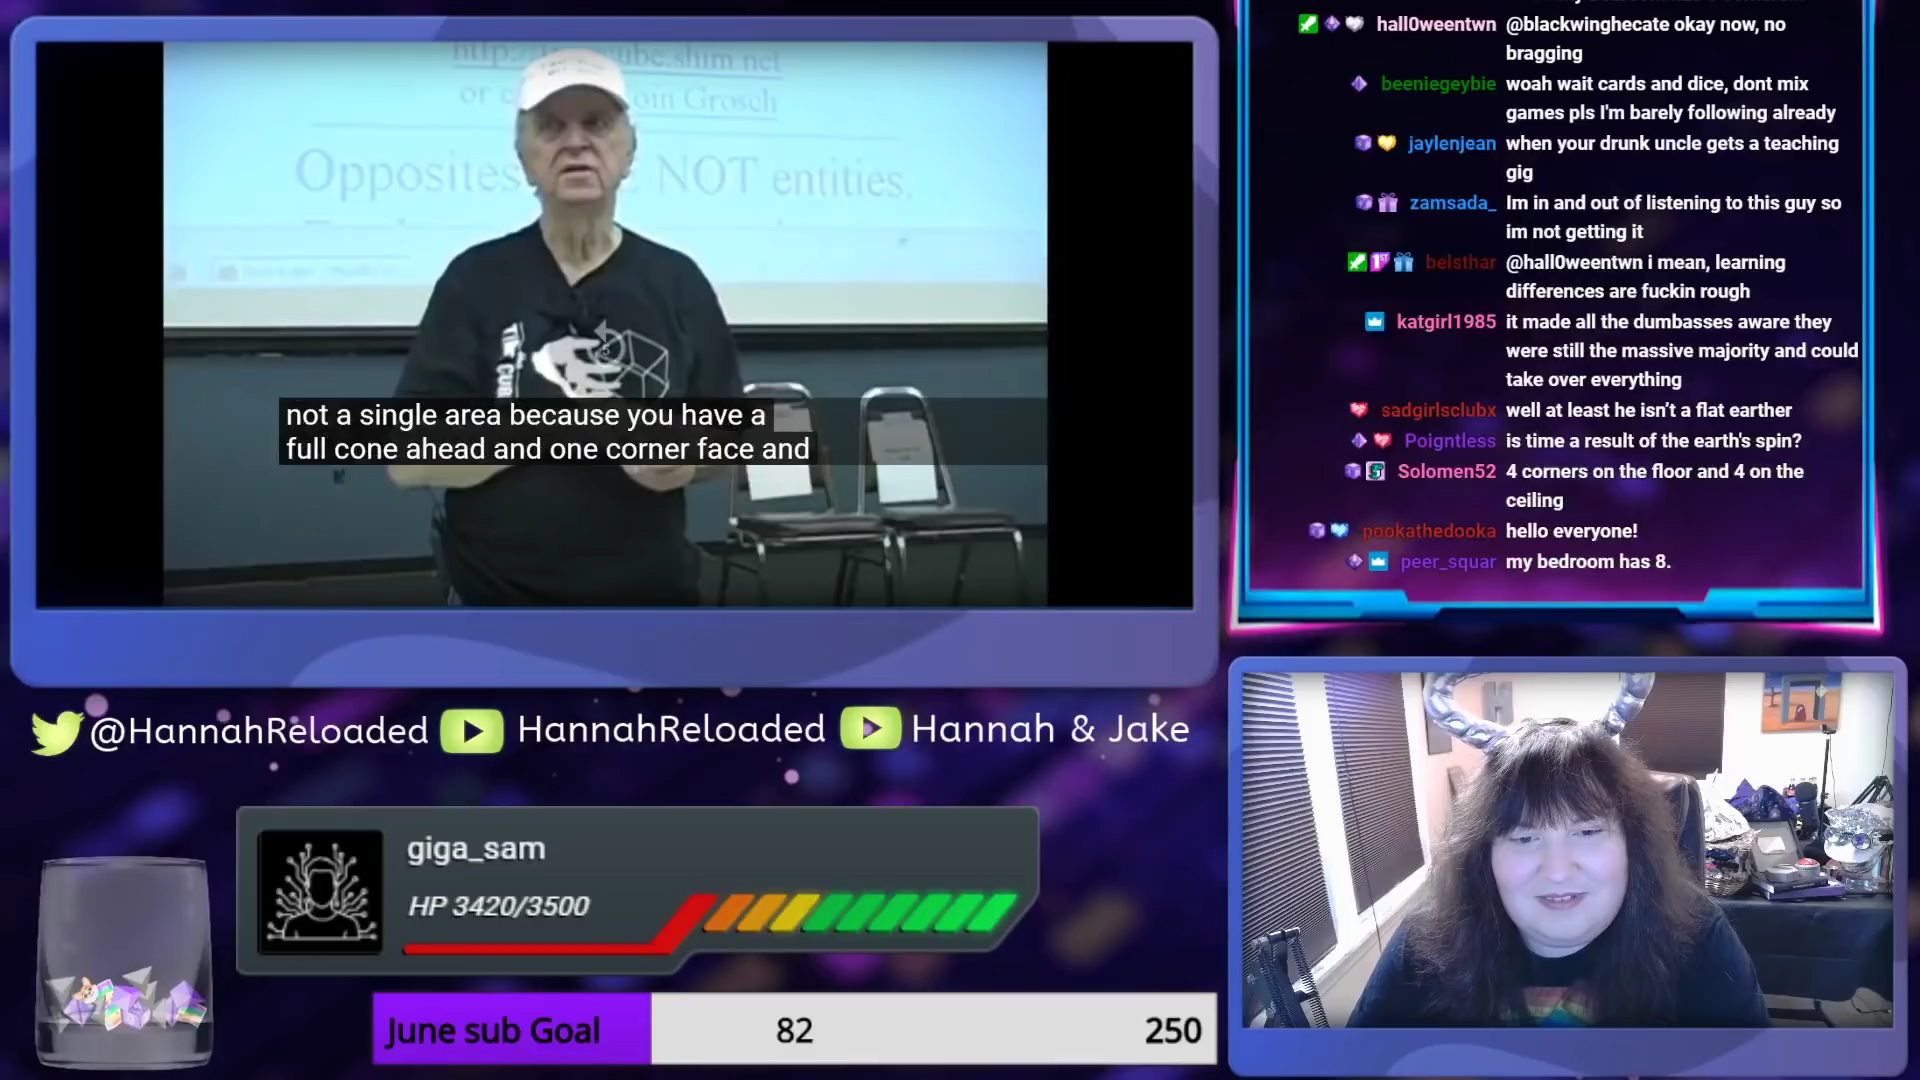 Opposites
NOT entities.
not a single area because you have a
full cone ahead and one corner face and
hall0weentwn @blackwinghecate okay now, no
bragging
beeniegeybie woah wait cards and dice, dont mix
games pls I'm barely following already
jaylenjean when your drunk uncle gets a teaching
gig
zamsada_ Im in and out of listening to this guy so
im not getting it
belsthar @hall0weentwn i mean, learning
differences are fuckin rough
katgirl1985 it made all the dumbasses aware they
were still the massive majority and could
take over everything
sadgirlsclubx well at least he isn't a flat earther
Poigntless is time a result of the earth's spin?
Solomen52 4 corners on the floor and 4 on the
ceiling
pookathedooka hello everyone!
peer_squar my bedroom has 8.
@HannahReloaded HannahReloaded Hannah & Jake
giga_sam
HP 3420/3500
June sub Goal 82 250